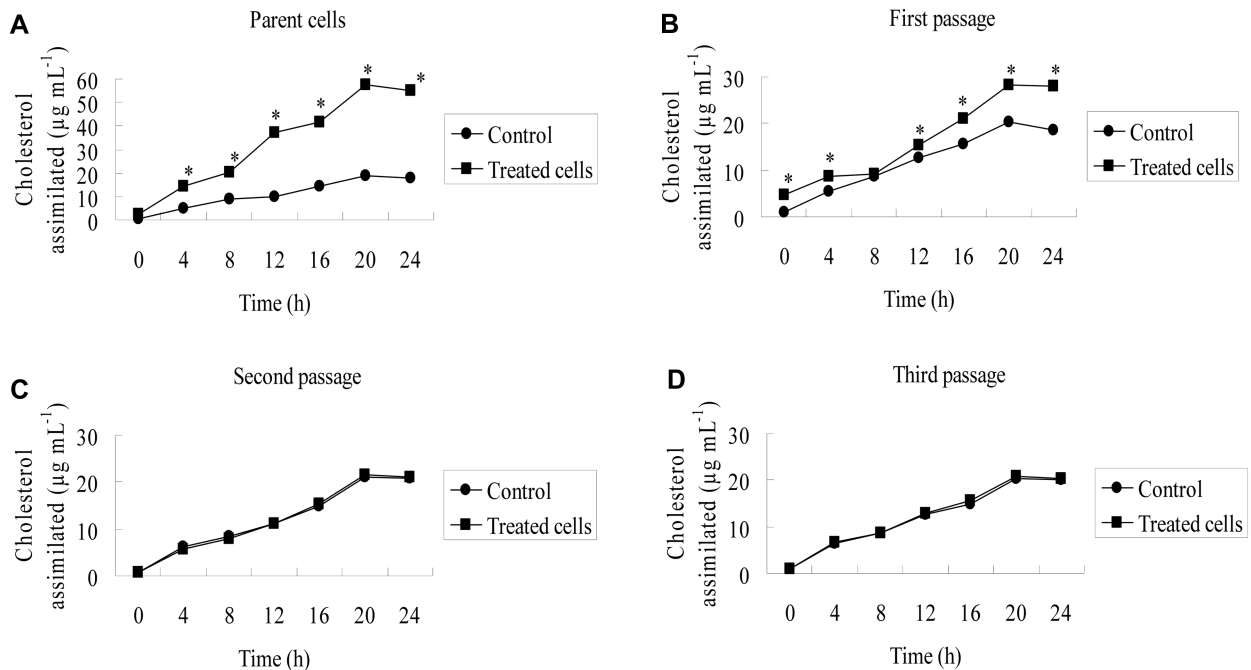 A
Parent cells
Cholesterol
assimilated (µg mL⁻¹)
60
50
40
30
20
10
0
* * * * * *
0 4 8 12 16 20 24
Time (h)
Control
Treated cells
B
First passage
Cholesterol
assimilated (µg mL⁻¹)
30
20
10
0
* * * * * *
0 4 8 12 16 20 24
Time (h)
Control
Treated cells
C
Second passage
Cholesterol
assimilated (µg mL⁻¹)
30
20
10
0
0 4 8 12 16 20 24
Time (h)
Control
Treated cells
D
Third passage
Cholesterol
assimilated (µg mL⁻¹)
30
20
10
0
0 4 8 12 16 20 24
Time (h)
Control
Treated cells